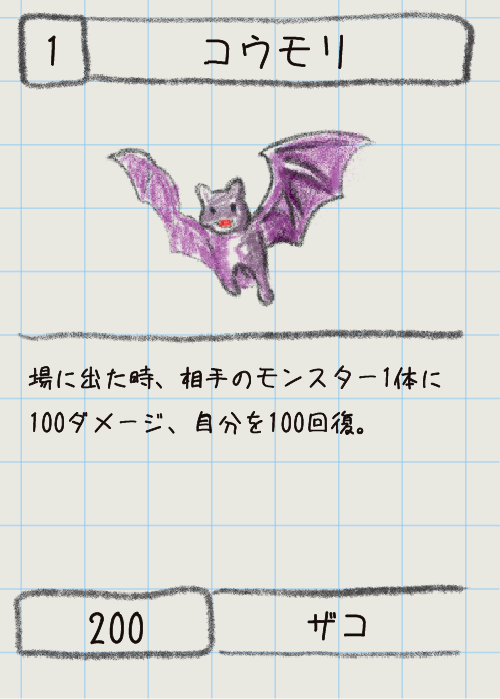 1
コウモリ
場に出た時、相手のモンスター1体に
100ダメージ、自分を100回復。
200
ザコ